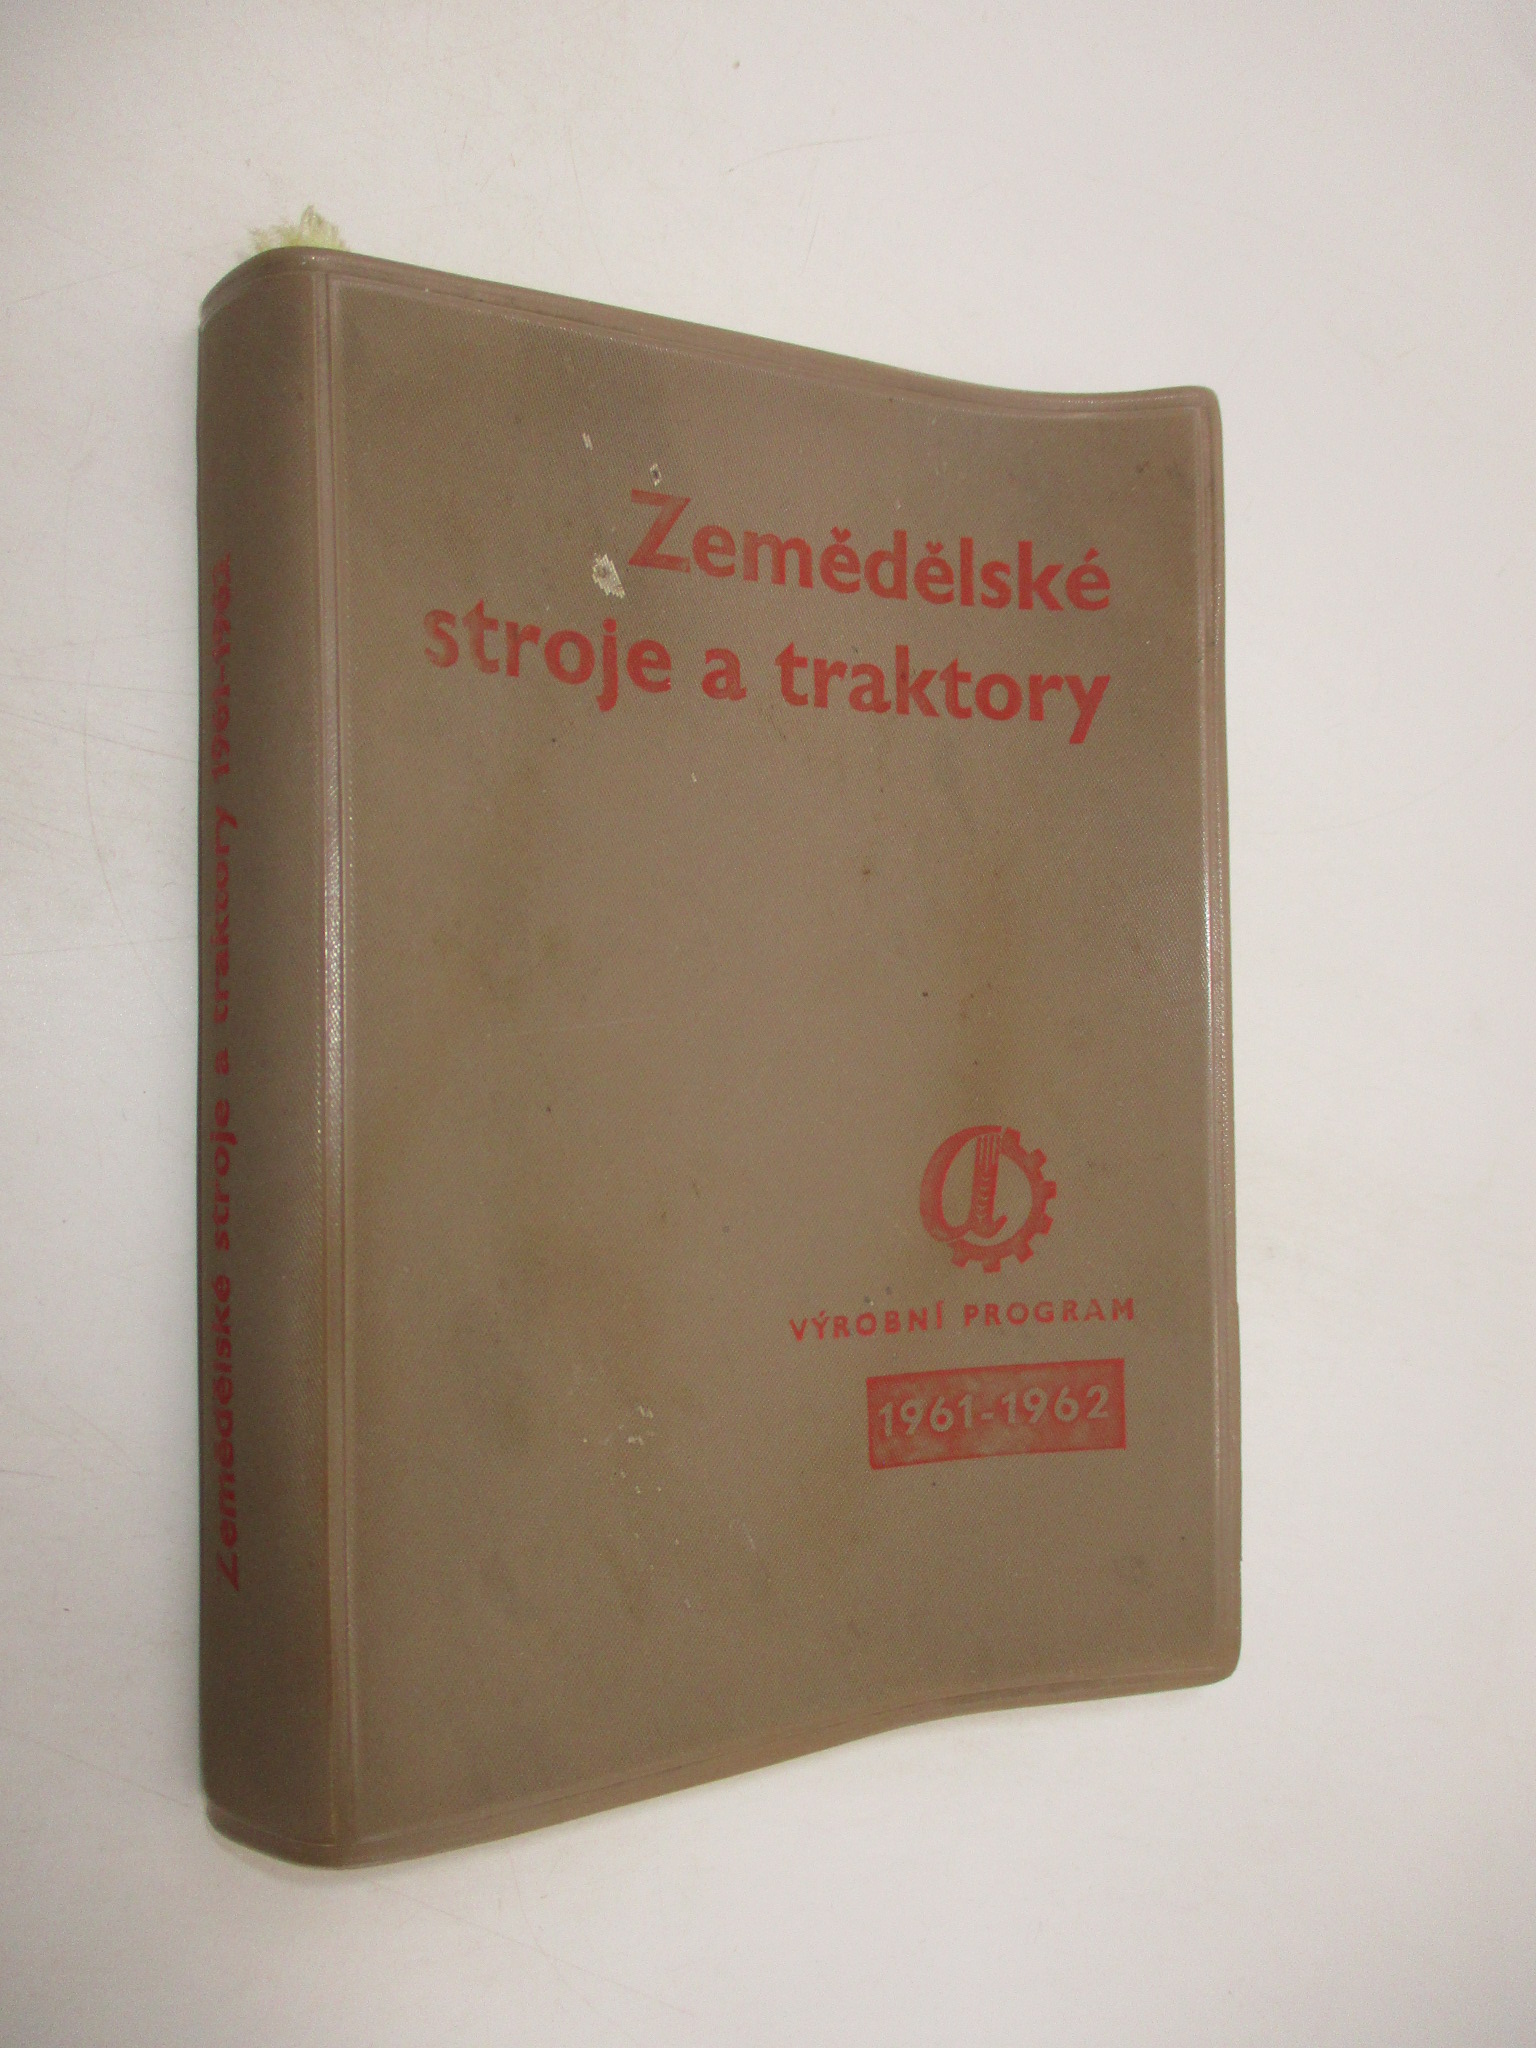 Zemědělské
stroje a traktory
VÝROBNÍ PROGRAM
1961-1962
Zemědělské stroje a traktory 1961-1962